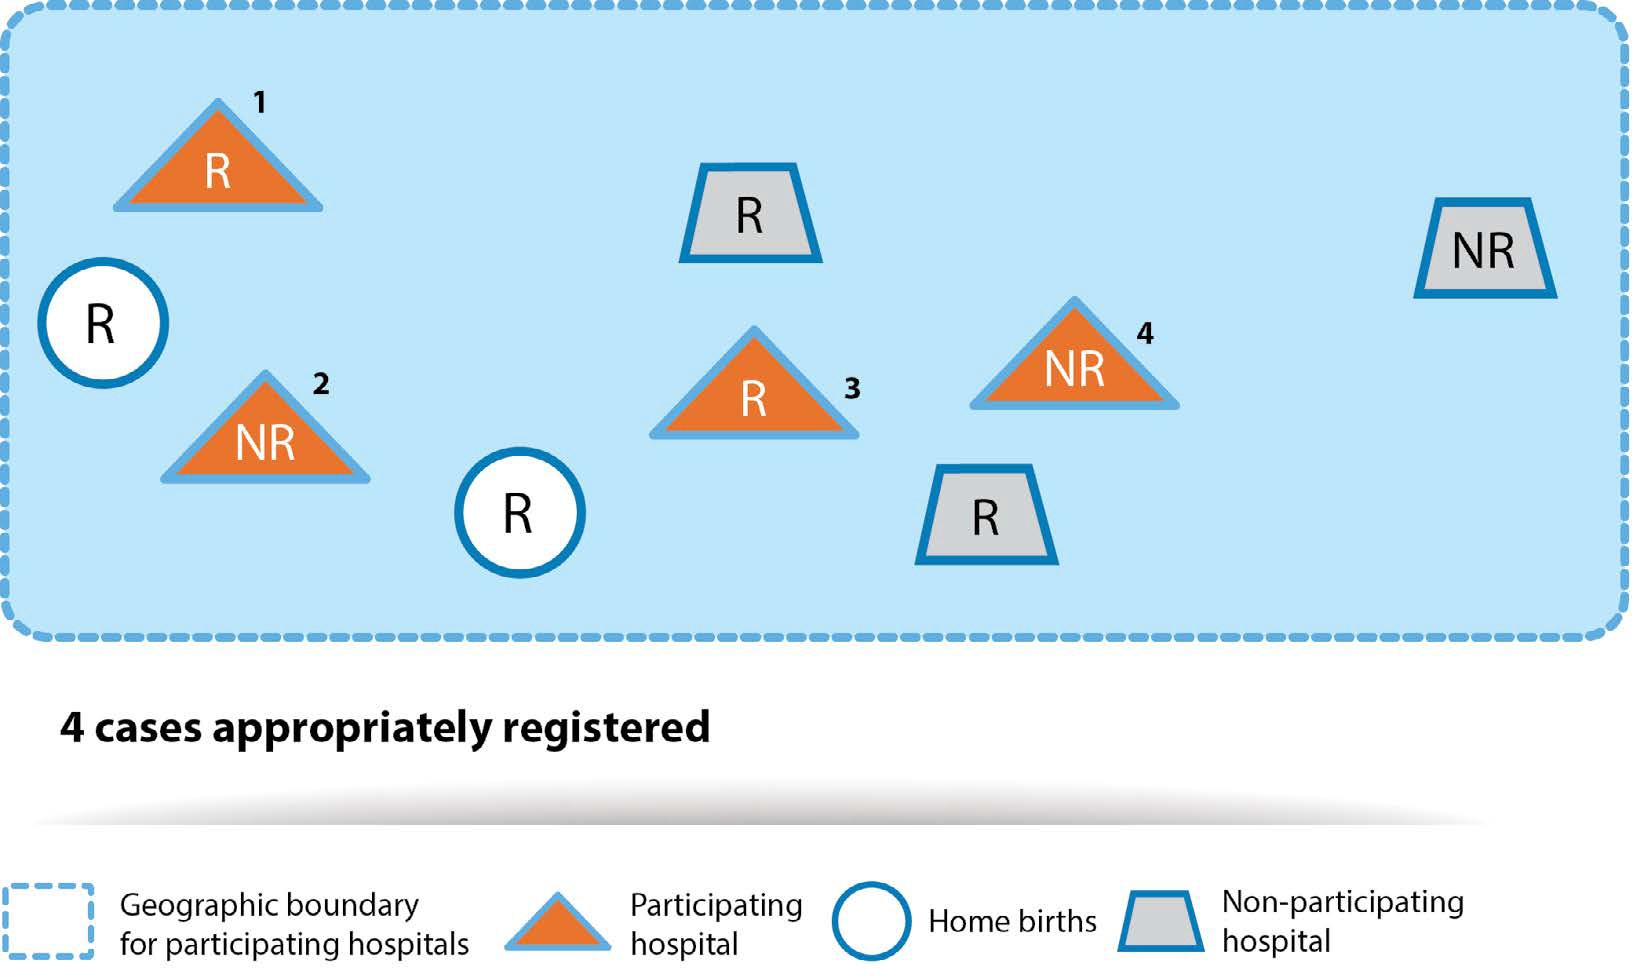 1
R
R
NR
R
2
NR
R
3
NR
4
R
R
4 cases appropriately registered
Geographic boundary
for participating hospitals
Participating
hospital
Home births
Non-participating
hospital